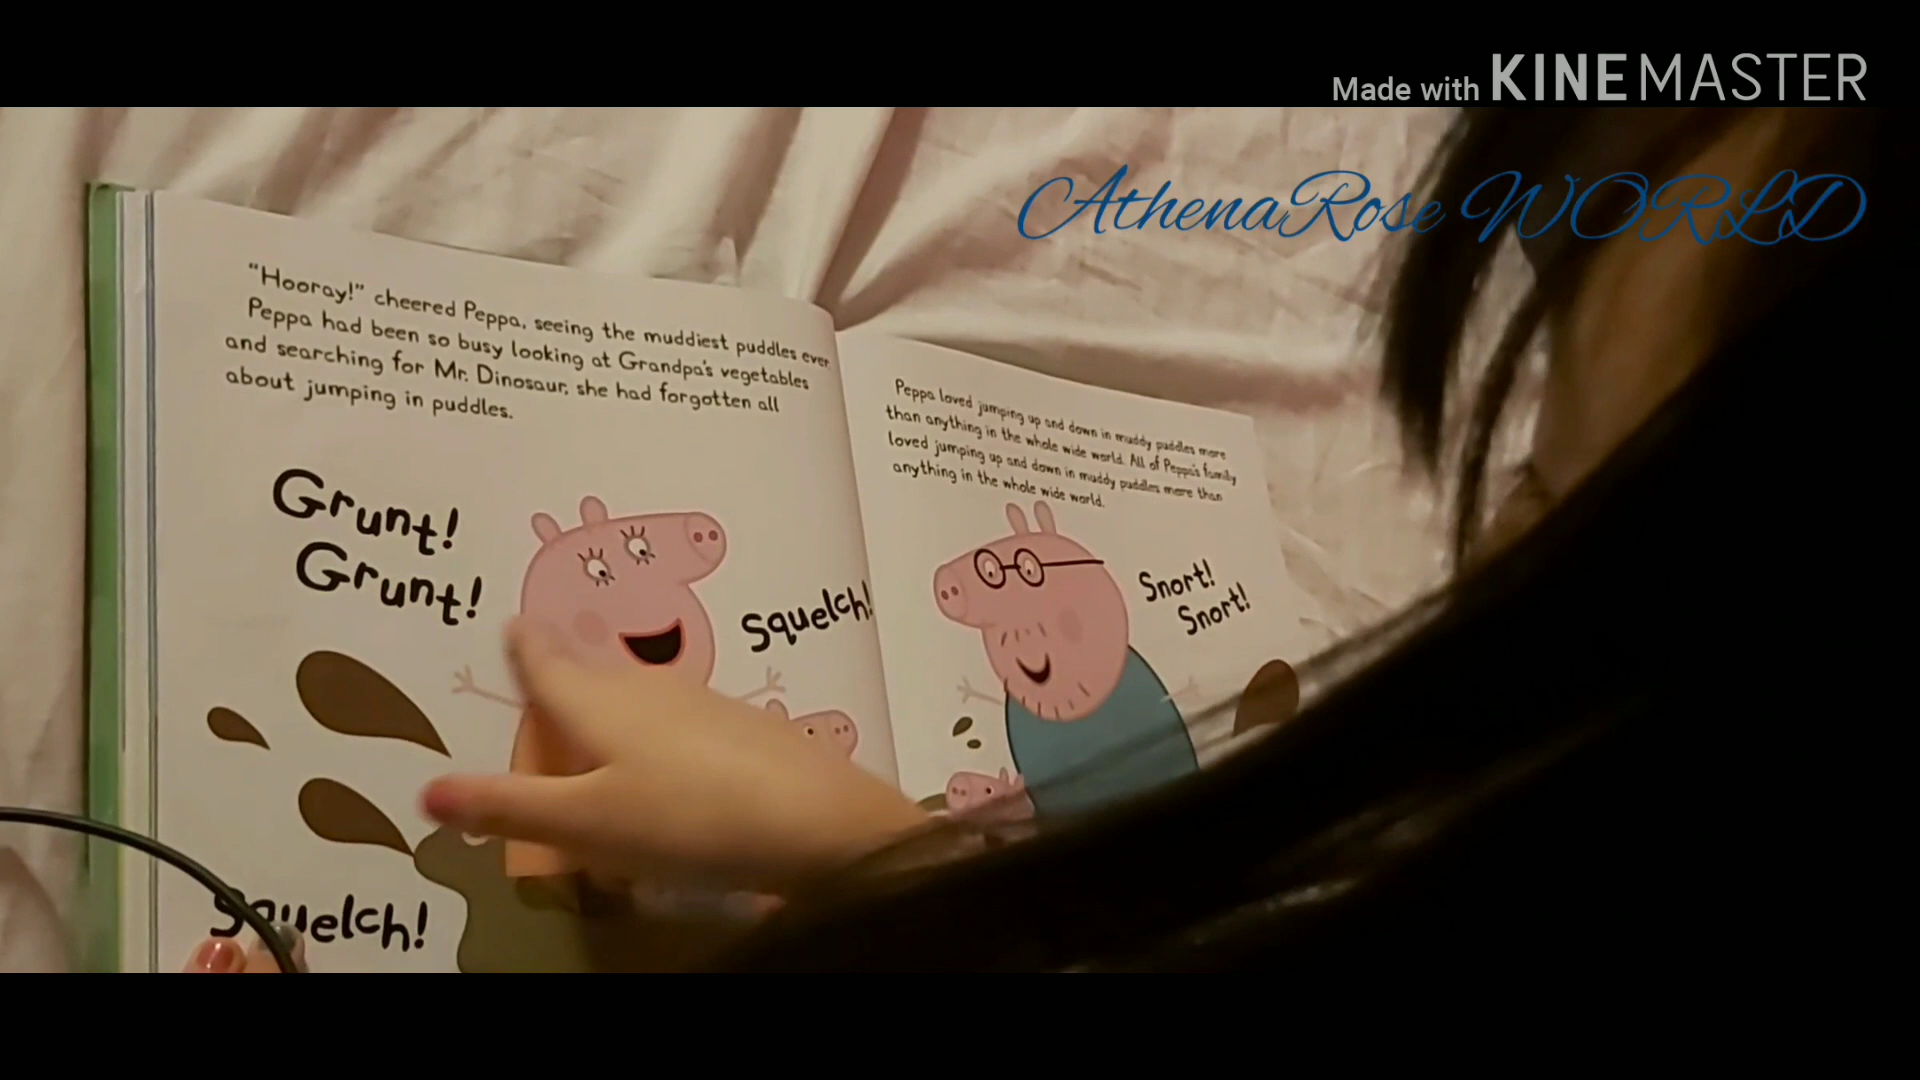 Made with KINEMASTER
AthenaRose WORLD
"Hooray!" cheered Peppa, seeing the muddiest puddles ever.
Peppa had been so busy looking at Grandpa's vegetables
and searching for Mr. Dinosaur, she had forgotten all
about jumping in puddles.
Grunt!
Grunt!
Squelch!
Squelch!
Peppa loved jumping up and down in muddy puddles more
than anything in the whole wide world. All of Peppa's family
loved jumping up and down in muddy puddles more than
anything in the whole wide world.
Snort!
Snort!